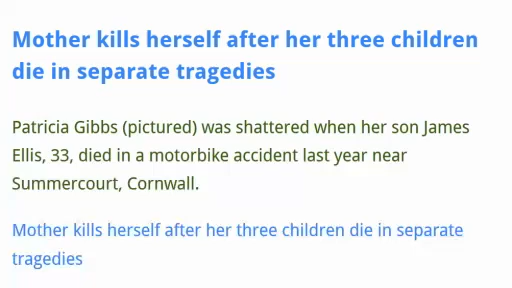 Mother kills herself after her three children
die in separate tragedies
Patricia Gibbs (pictured) was shattered when her son James
Ellis, 33, died in a motorbike accident last year near
Summercourt, Cornwall.
Mother kills herself after her three children die in separate
tragedies